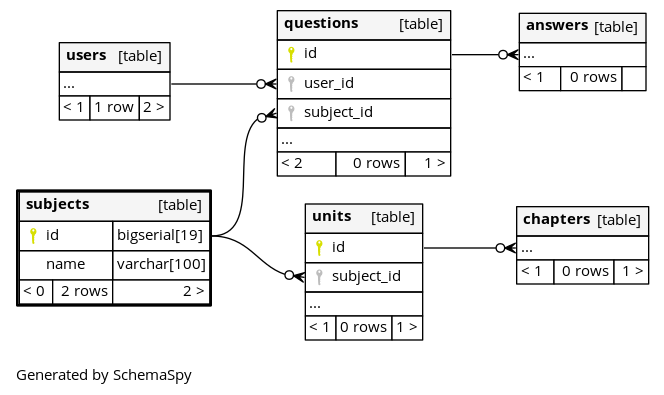 users [table]
...
< 1 1 row 2 >
questions [table]
id
user_id
subject_id
...
< 2 0 rows 1 >
answers [table]
...
< 1 0 rows
subjects [table]
id bigserial[19]
name varchar[100]
< 0 2 rows 2 >
units [table]
id
subject_id
...
< 1 0 rows 1 >
chapters [table]
...
< 1 0 rows 1 >
Generated by SchemaSpy